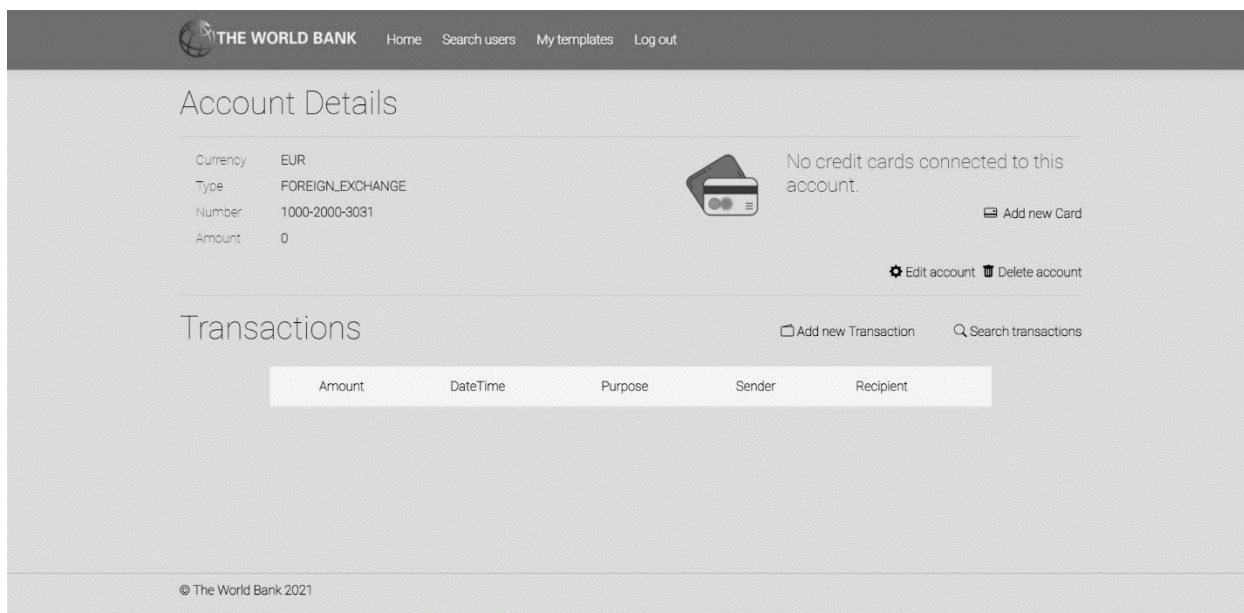 THE WORLD BANK Home Search users My templates Log out
Account Details
Currency EUR
Type FOREIGN_EXCHANGE
Number 1000-2000-3031
Amount 0
No credit cards connected to this
account.
Add new Card
Edit account Delete account
Transactions Add new Transaction Search transactions
Amount DateTime Purpose Sender Recipient
© The World Bank 2021